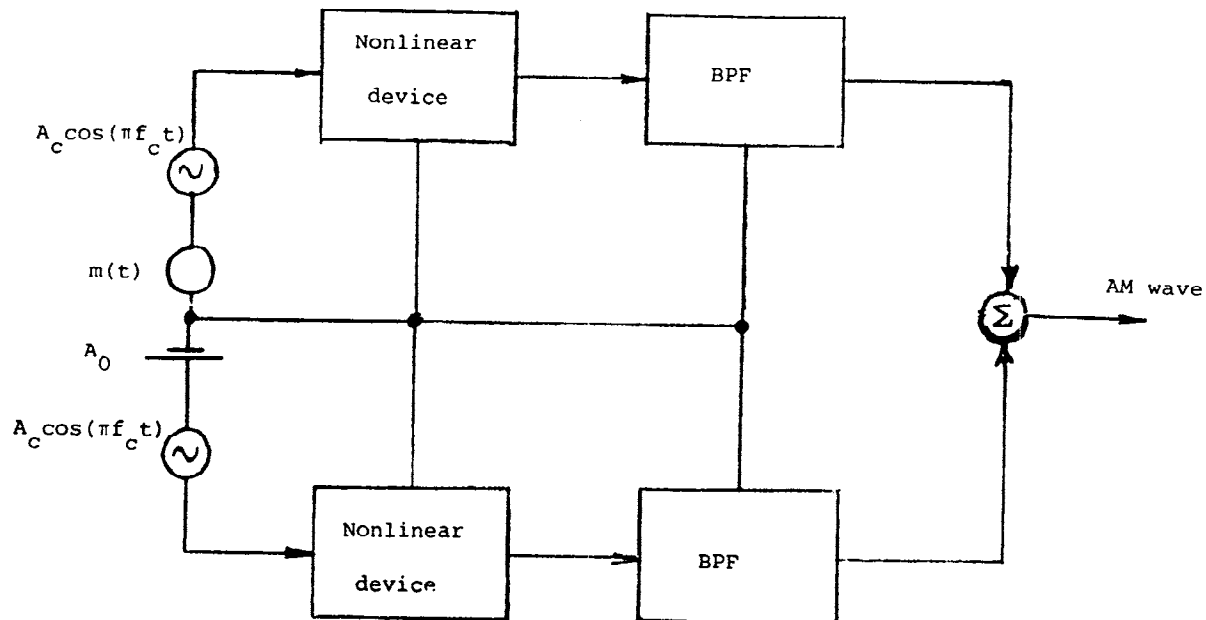 Nonlinear
device
BPF
A_c cos(πf_c t)
m(t)
AM wave
Σ
A_0
A_c cos(πf_c t)
Nonlinear
device
BPF